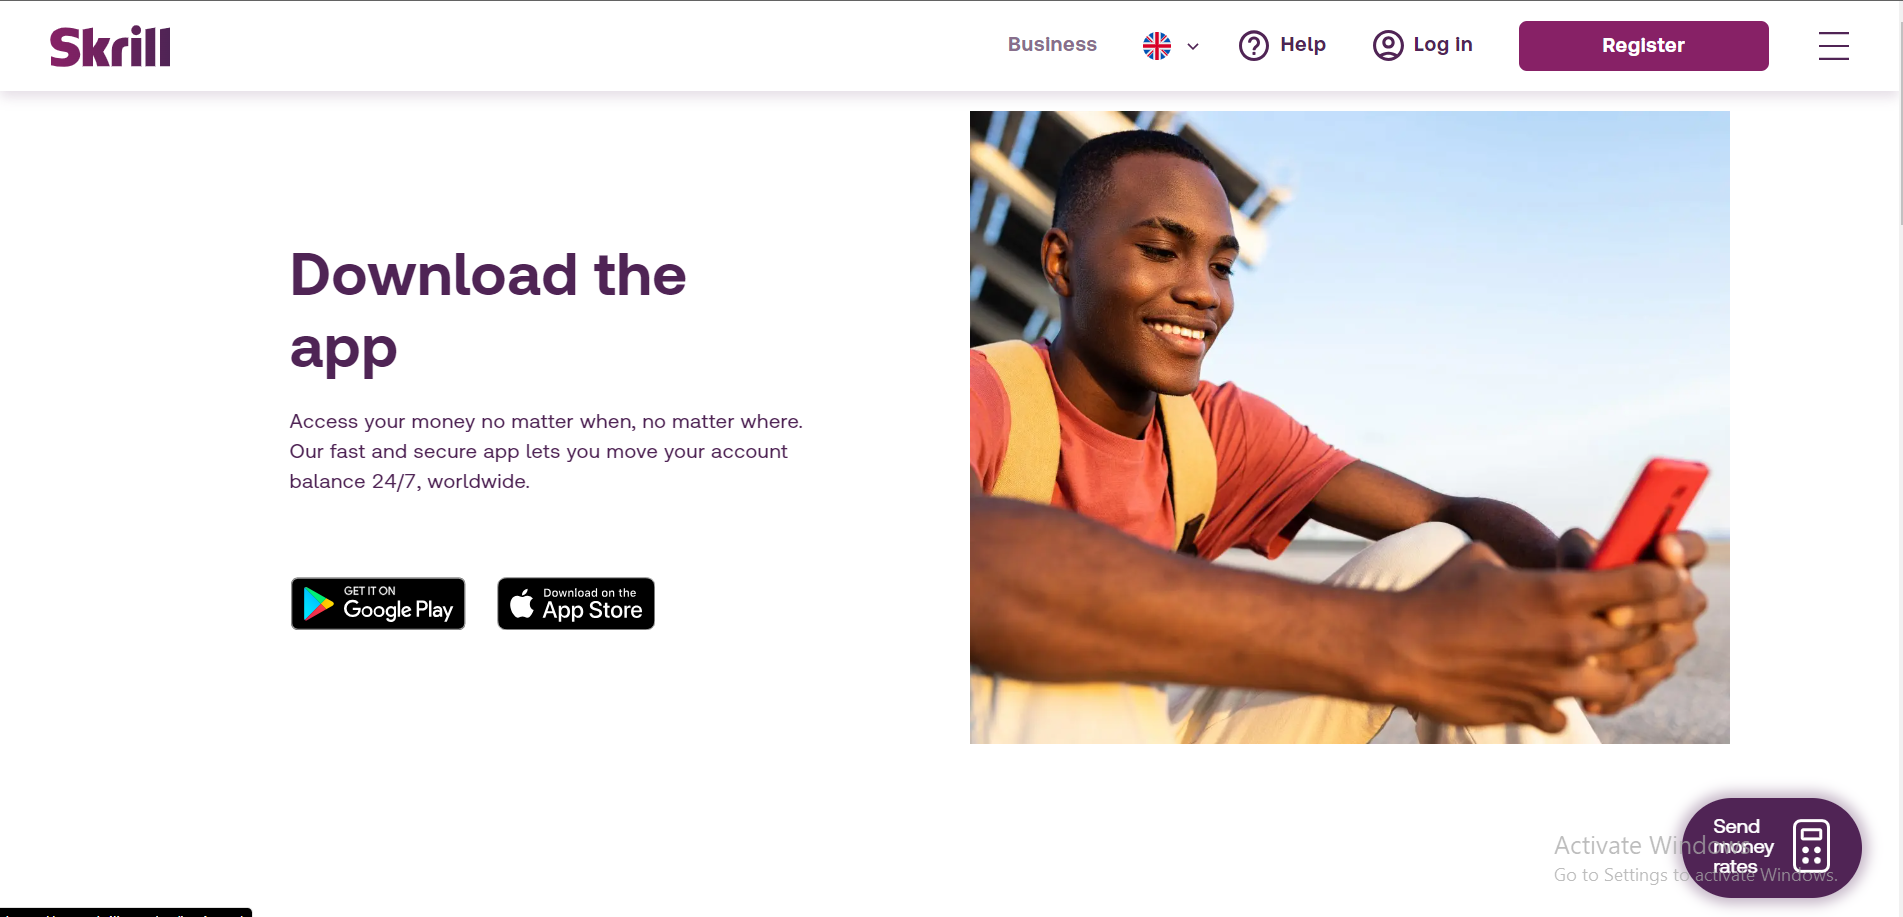 Skrill
Business
Help
Log in
Register
Download the
app
Access your money no matter when, no matter where.
Our fast and secure app lets you move your account
balance 24/7, worldwide.
GET IT ON
Google Play
Download on the
App Store
Send
money
rates
Activate Windows
Go to Settings to activate Windows.